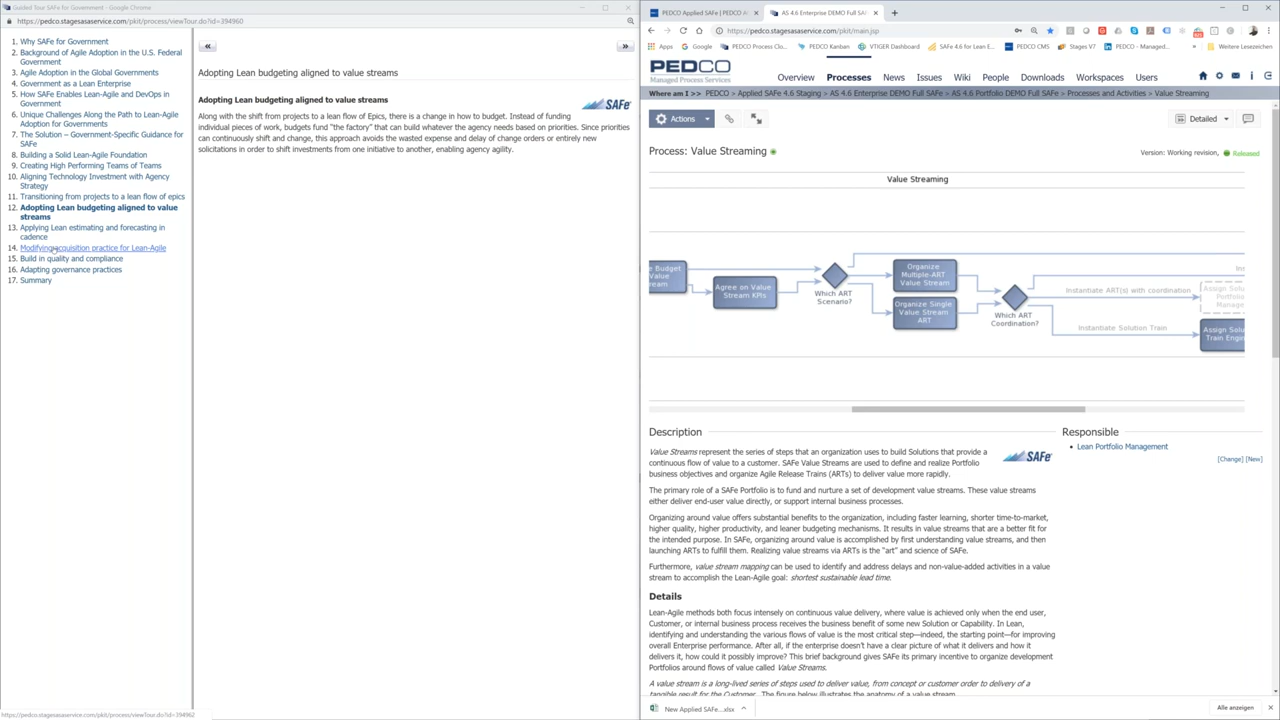 Guided Tour SAFe for Government - Google Chrome
https://pedco.stagesasaservice.com/pkit/process/viewTour.do?id=394960
1. Why SAFe for Government
2. Background of Agile Adoption in the U.S. Federal
Government
3. Agile Adoption in the Global Governments
4. Government as a Lean Enterprise
5. How SAFe Enables Lean-Agile and DevOps in
Government
6. Unique Challenges Along the Path to Lean-Agile
Adoption for Governments
7. The Solution – Government-Specific Guidance for
SAFe
8. Building a Solid Lean-Agile Foundation
9. Creating High Performing Teams of Teams
10. Aligning Technology Investment with Agency
Strategy
11. Transitioning from projects to a lean flow of epics
12. Adopting Lean budgeting aligned to value
streams
13. Applying Lean estimating and forecasting in
cadence
14. Modifying acquisition practice for Lean-Agile
15. Build in quality and compliance
16. Adapting governance practices
17. Summary
Adopting Lean budgeting aligned to value streams
Adopting Lean budgeting aligned to value streams
SAFe
Along with the shift from projects to a lean flow of Epics, there is a change in how to budget. Instead of funding
individual pieces of work, budgets fund "the factory" that can build whatever the agency needs based on priorities. Since priorities
can continuously shift and change, this approach avoids the wasted expense and delay of change orders or entirely new
solicitations in order to shift investments from one initiative to another, enabling agency agility.
https://pedco.stagesasaservice.com/pkit/process/viewTour.do?id=394962
PEDCO Applied SAFe | PEDCO A
AS 4.6 Enterprise DEMO Full SAF
https://pedco.stagesasaservice.com/pkit/main.jsp
Apps Google PEDCO Process Clo... PEDCO Kanban VTIGER Dashboard SAFe 4.6 for Lean E... PEDCO CMS Stages V7 LinkedIn PEDCO - Managed... Weitere Lesezeichen
PEDCO
Managed Process Services
Overview Processes News Issues Wiki People Downloads Workspaces Users
Where am I >> PEDCO > Applied SAFe 4.6 Staging > AS 4.6 Enterprise DEMO Full SAFe > AS 4.6 Portfolio DEMO Full SAFe > Processes and Activities > Value Streaming
Actions
Detailed
Process: Value Streaming
Version: Working revision, Released
Value Streaming
e Budget
Value
ream
Agree on Value
Stream KPIs
Which ART
Scenario?
Organize
Multiple-ART
Value Stream
Organize Single
Value Stream
ART
Which ART
Coordination?
Ins
Instantiate ART(s) with coordination
Instantiate Solution Train
Assign Solu
Portfolio
Manage
Assign Solu
Train Engin
Description
Value Streams represent the series of steps that an organization uses to build Solutions that provide a
continuous flow of value to a customer. SAFe Value Streams are used to define and realize Portfolio
business objectives and organize Agile Release Trains (ARTs) to deliver value more rapidly.
SAFe
The primary role of a SAFe Portfolio is to fund and nurture a set of development value streams. These value streams
either deliver end-user value directly, or support internal business processes.
Organizing around value offers substantial benefits to the organization, including faster learning, shorter time-to-market,
higher quality, higher productivity, and leaner budgeting mechanisms. It results in value streams that are a better fit for
the intended purpose. In SAFe, organizing around value is accomplished by first understanding value streams, and then
launching ARTs to fulfill them. Realizing value streams via ARTs is the "art" and science of SAFe.
Furthermore, value stream mapping can be used to identify and address delays and non-value-added activities in a value
stream to accomplish the Lean-Agile goal: shortest sustainable lead time.
Details
Lean-Agile methods both focus intensely on continuous value delivery, where value is achieved only when the end user,
Customer, or internal business process receives the business benefit of some new Solution or Capability. In Lean,
identifying and understanding the various flows of value is the most critical step—indeed, the starting point—for improving
overall Enterprise performance. After all, if the enterprise doesn't have a clear picture of what it delivers and how it
delivers it, how could it possibly improve? This brief background gives SAFe its primary incentive to organize development
Portfolios around flows of value called Value Streams.
A value stream is a long-lived series of steps used to deliver value, from concept or customer order to delivery of a
tangible result for the Customer. The figure below illustrates the anatomy of a value stream.
Responsible
Lean Portfolio Management
[Change] [New]
New Applied SAFe....xlsx
Alle anzeigen